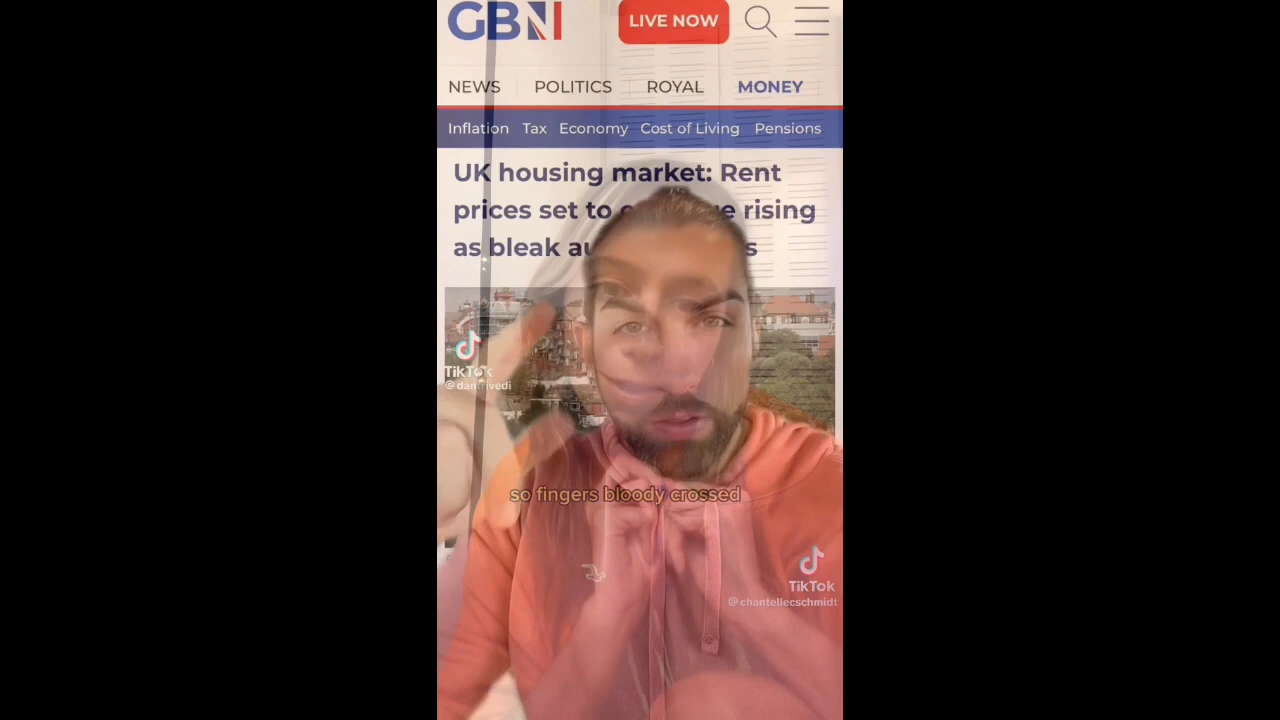 GBN
LIVE NOW
NEWS
POLITICS
ROYAL
MONEY
Inflation Tax Economy Cost of Living Pensions
UK housing market: Rent
prices set to rising
as bleak
TikTok
so fingers bloody crossed
TikTok
@chantellecschmidt